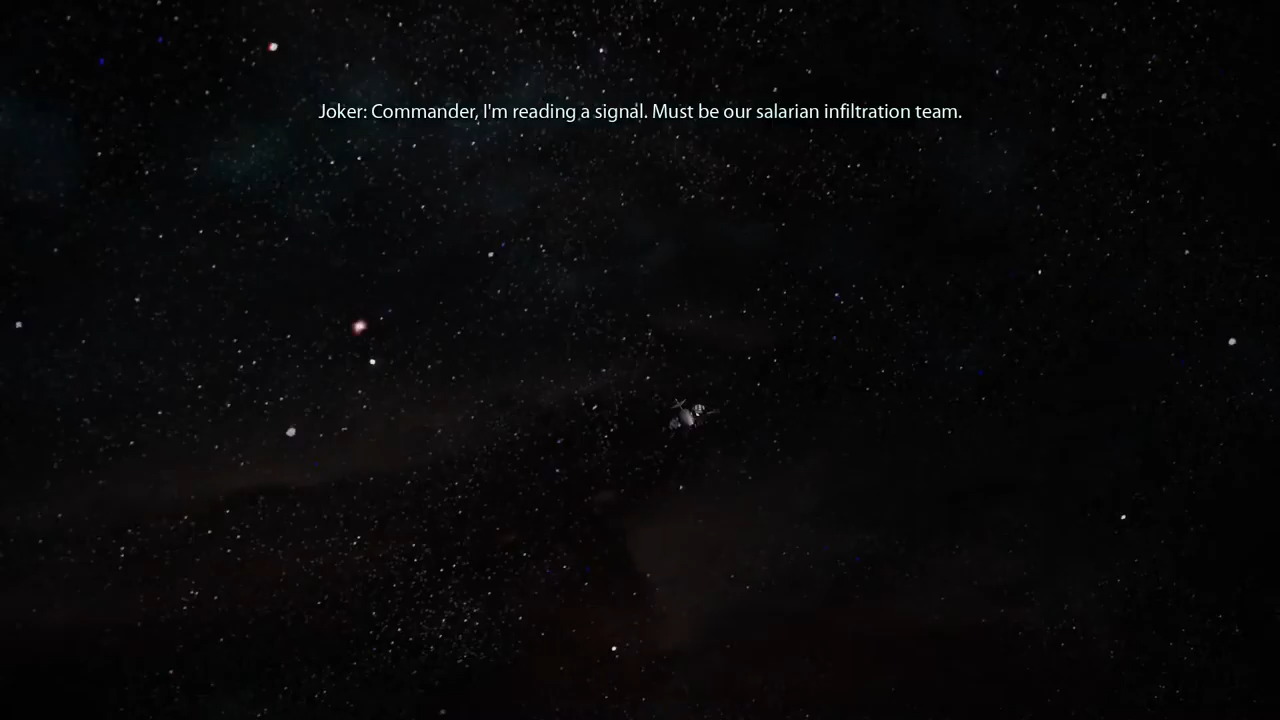 Joker: Commander, I'm reading a signal. Must be our salarian infiltration team.